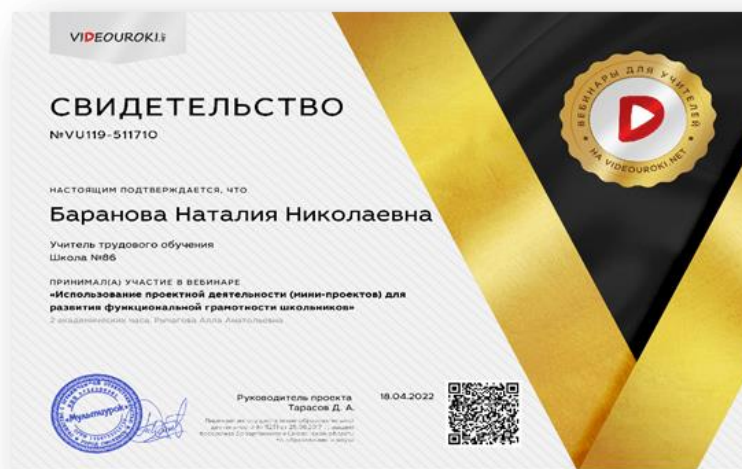 VIDEOUROKI.NET
СВИДЕТЕЛЬСТВО
№VU119-511710
НАСТОЯЩИМ ПОДТВЕРЖДАЕТСЯ, ЧТО
Баранова Наталия Николаевна
Учитель трудового обучения
Школа №86
ПРИНИМАЛ(А) УЧАСТИЕ В ВЕБИНАРЕ
«Использование проектной деятельности (мини-проектов) для
развития функциональной грамотности школьников»
2 академических часа, Рычагова Алла Анатольевна
ВЕБИНАРЫ ДЛЯ УЧИТЕЛЕЙ
НА VIDEOUROKI.NET
«Мультиурок»
Руководитель проекта
Тарасов Д. А.
18.04.2022